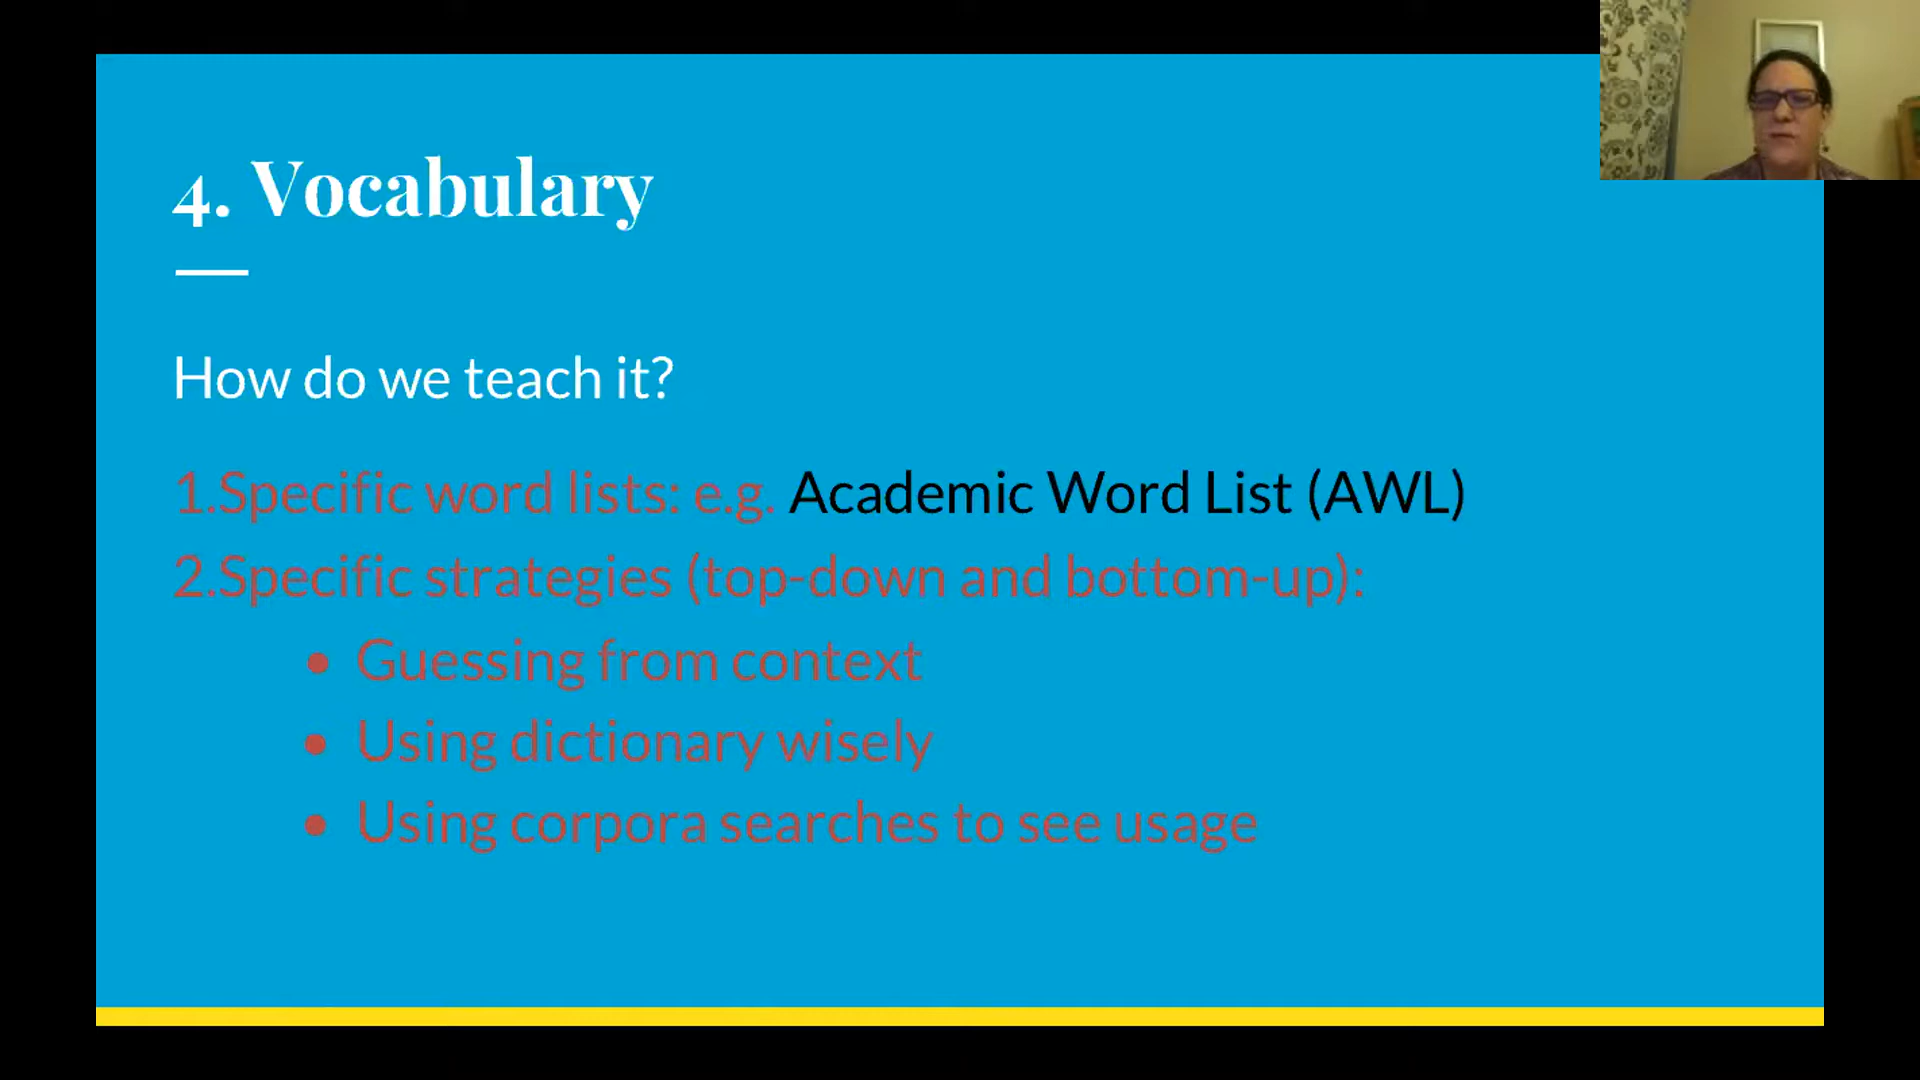 4. Vocabulary
How do we teach it?
1.Specific word lists: e.g. Academic Word List (AWL)
2.Specific strategies (top-down and bottom-up):
● Guessing from context
● Using dictionary wisely
● Using corpora searches to see usage